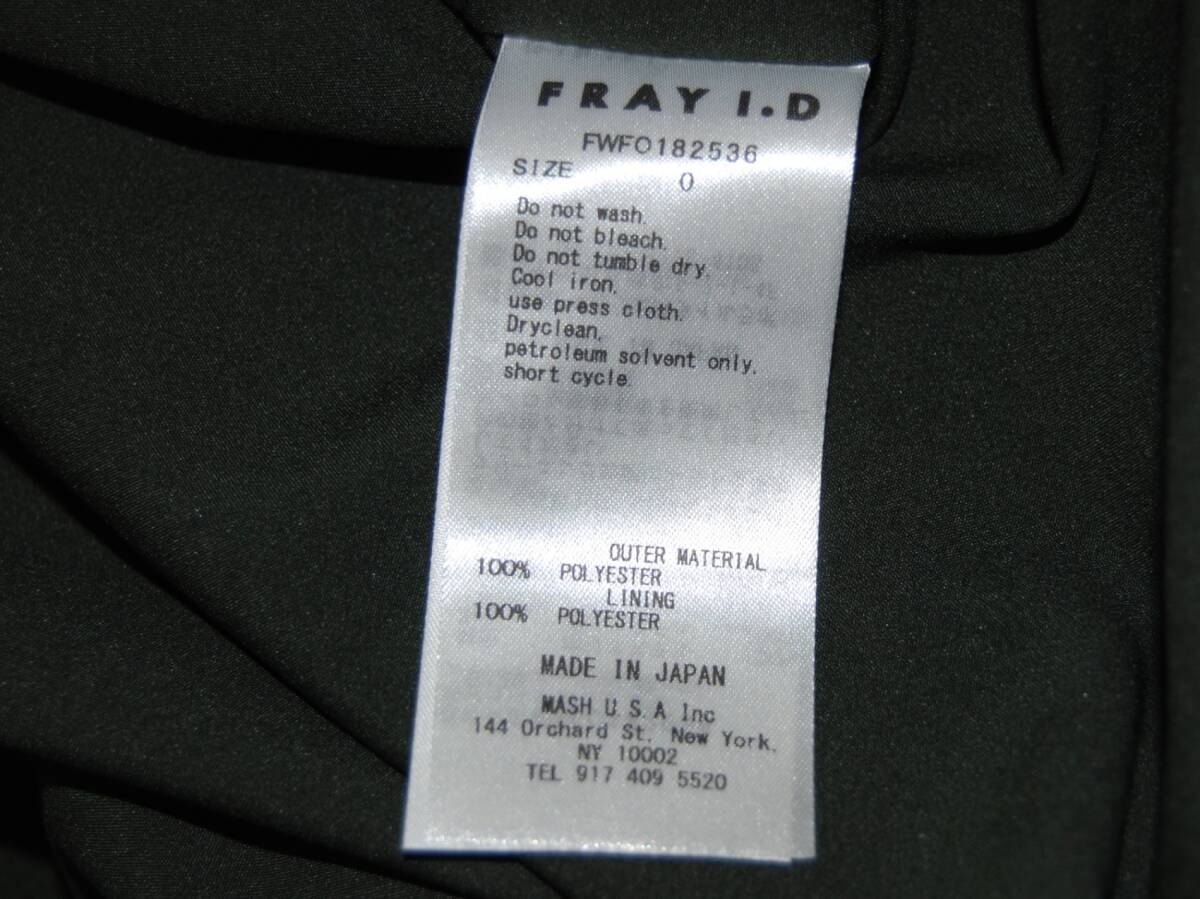 FRAY I.D
FWFO182536
SIZE 0
Do not wash.
Do not bleach.
Do not tumble dry.
Cool iron.
use press cloth.
Dryclean,
petroleum solvent only.
short cycle.
OUTER MATERIAL
100% POLYESTER
LINING
100% POLYESTER
MADE IN JAPAN
MASH U.S.A Inc
144 Orchard St. New York,
NY 10002
TEL 917 409 5520